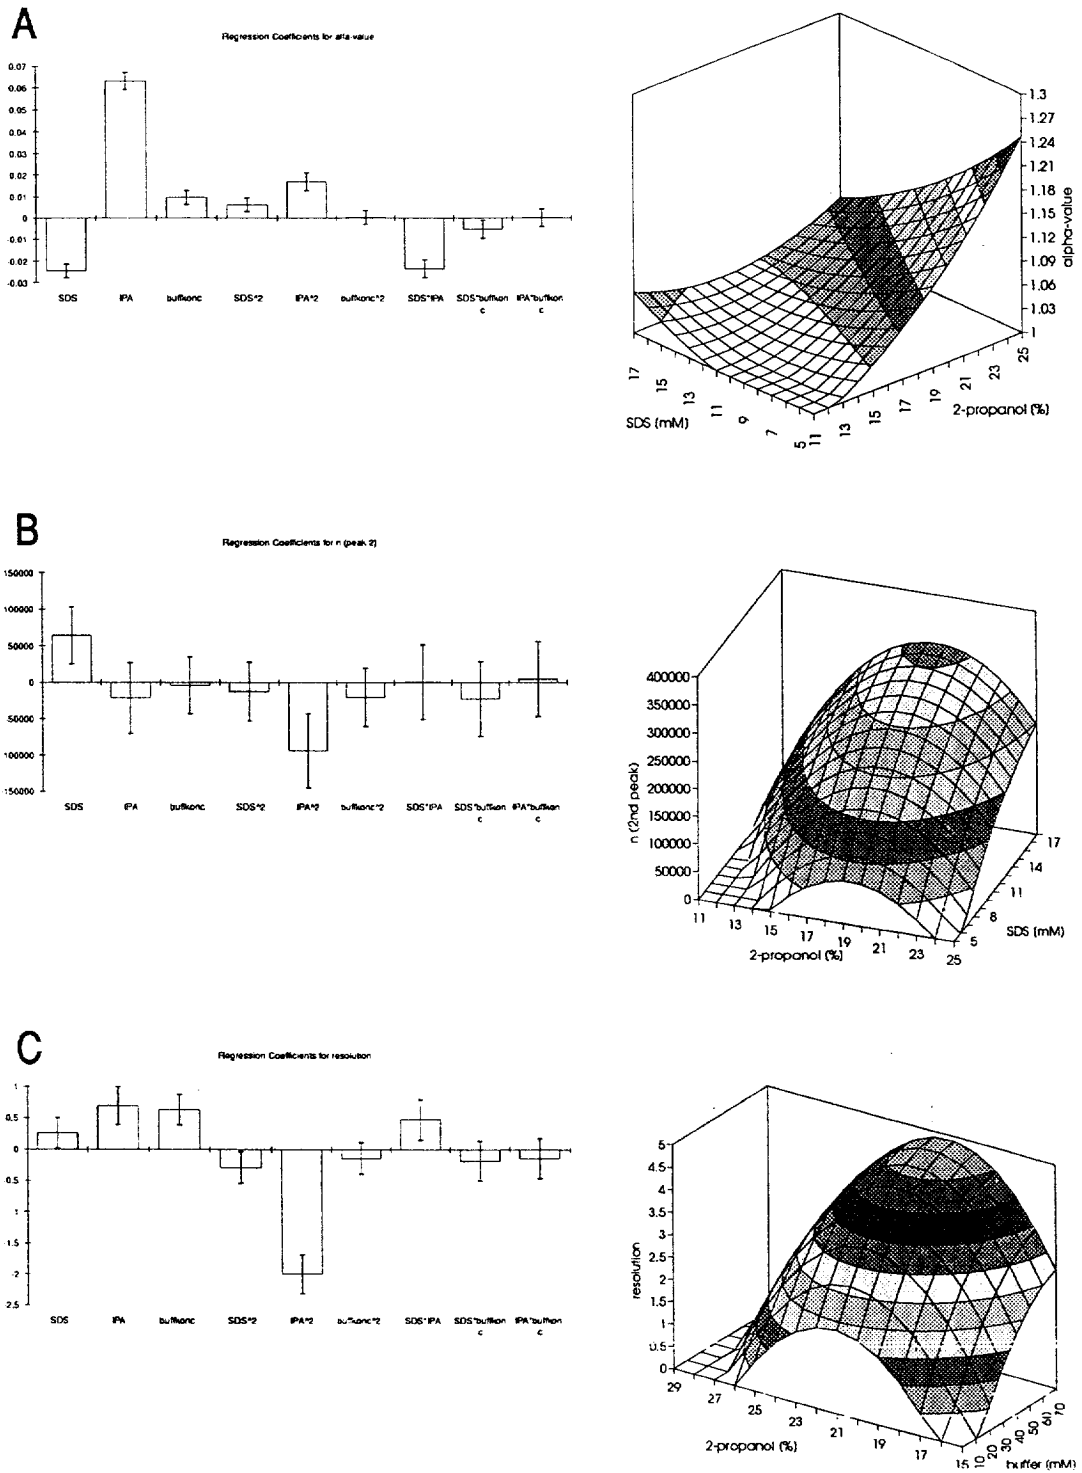 A
Regression Coefficients for alfa-value
0.07
0.06
0.05
0.04
0.03
0.02
0.01
0
-0.01
-0.02
-0.03
SDS IPA buffkonc SDS^2 IPA^2 buffkonc^2 SDS*IPA SDS*buffkon c IPA*buffkon c
1.3
1.27
1.24
1.21
1.18
1.15
1.12
1.09
1.06
1.03
1
alpha-value
17 15 13 11 9 7 5
SDS (mM)
11 13 15 17 19 21 23 25
2-propanol (%)
B
Regression Coefficients for n (peak 2)
150000
100000
50000
0
50000
100000
150000
SDS IPA buffkonc SDS^2 IPA^2 buffkonc^2 SDS*IPA SDS*buffkon c IPA*buffkon c
400000
350000
300000
250000
200000
150000
100000
50000
0
n (2nd peak)
11 13 15 17 19 21 23 25
2-propanol (%)
5 8 11 14 17
SDS (mM)
C
Regression Coefficients for resolution
1
0.5
0
0.5
1
1.5
-2
2.5
SDS IPA buffkonc SDS^2 IPA^2 buffkonc^2 SDS*IPA SDS*buffkon c IPA*buffkon c
5
4.5
4
3.5
3
2.5
2
1.5
1
0.5
0
resolution
29 27 25 23 21 19 17 15
2-propanol (%)
10 20 30 40 50 60 70
buffer (mM)